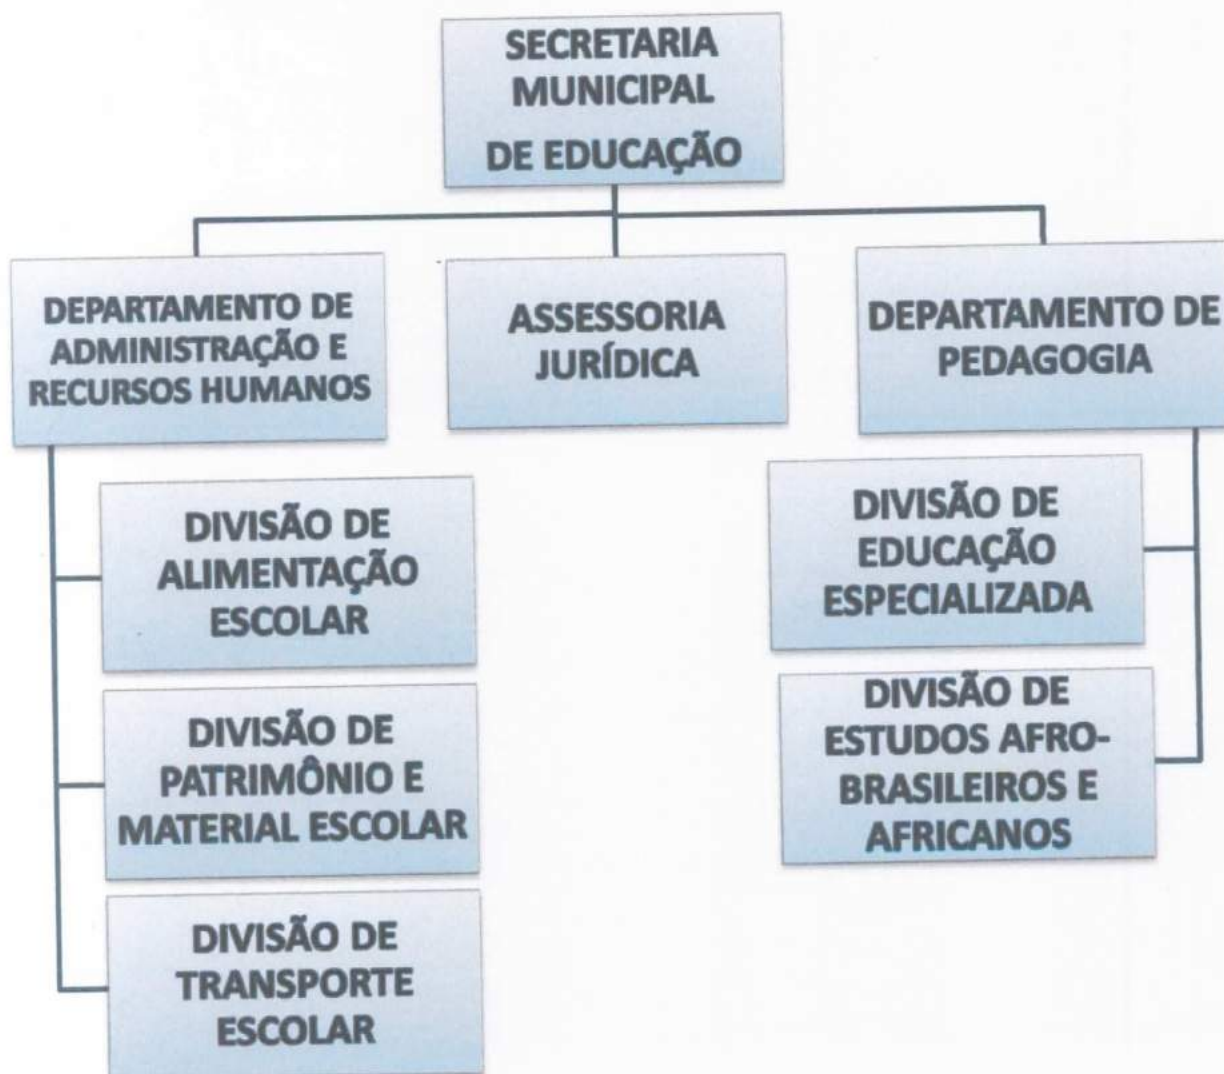 SECRETARIA
MUNICIPAL
DE EDUCAÇÃO
DEPARTAMENTO DE
ADMINISTRAÇÃO E
RECURSOS HUMANOS
ASSESSORIA
JURÍDICA
DEPARTAMENTO DE
PEDAGOGIA
DIVISÃO DE
ALIMENTAÇÃO
ESCOLAR
DIVISÃO DE
PATRIMÔNIO E
MATERIAL ESCOLAR
DIVISÃO DE
TRANSPORTE
ESCOLAR
DIVISÃO DE
EDUCAÇÃO
ESPECIALIZADA
DIVISÃO DE
ESTUDOS AFRO-
BRASILEIROS E
AFRICANOS